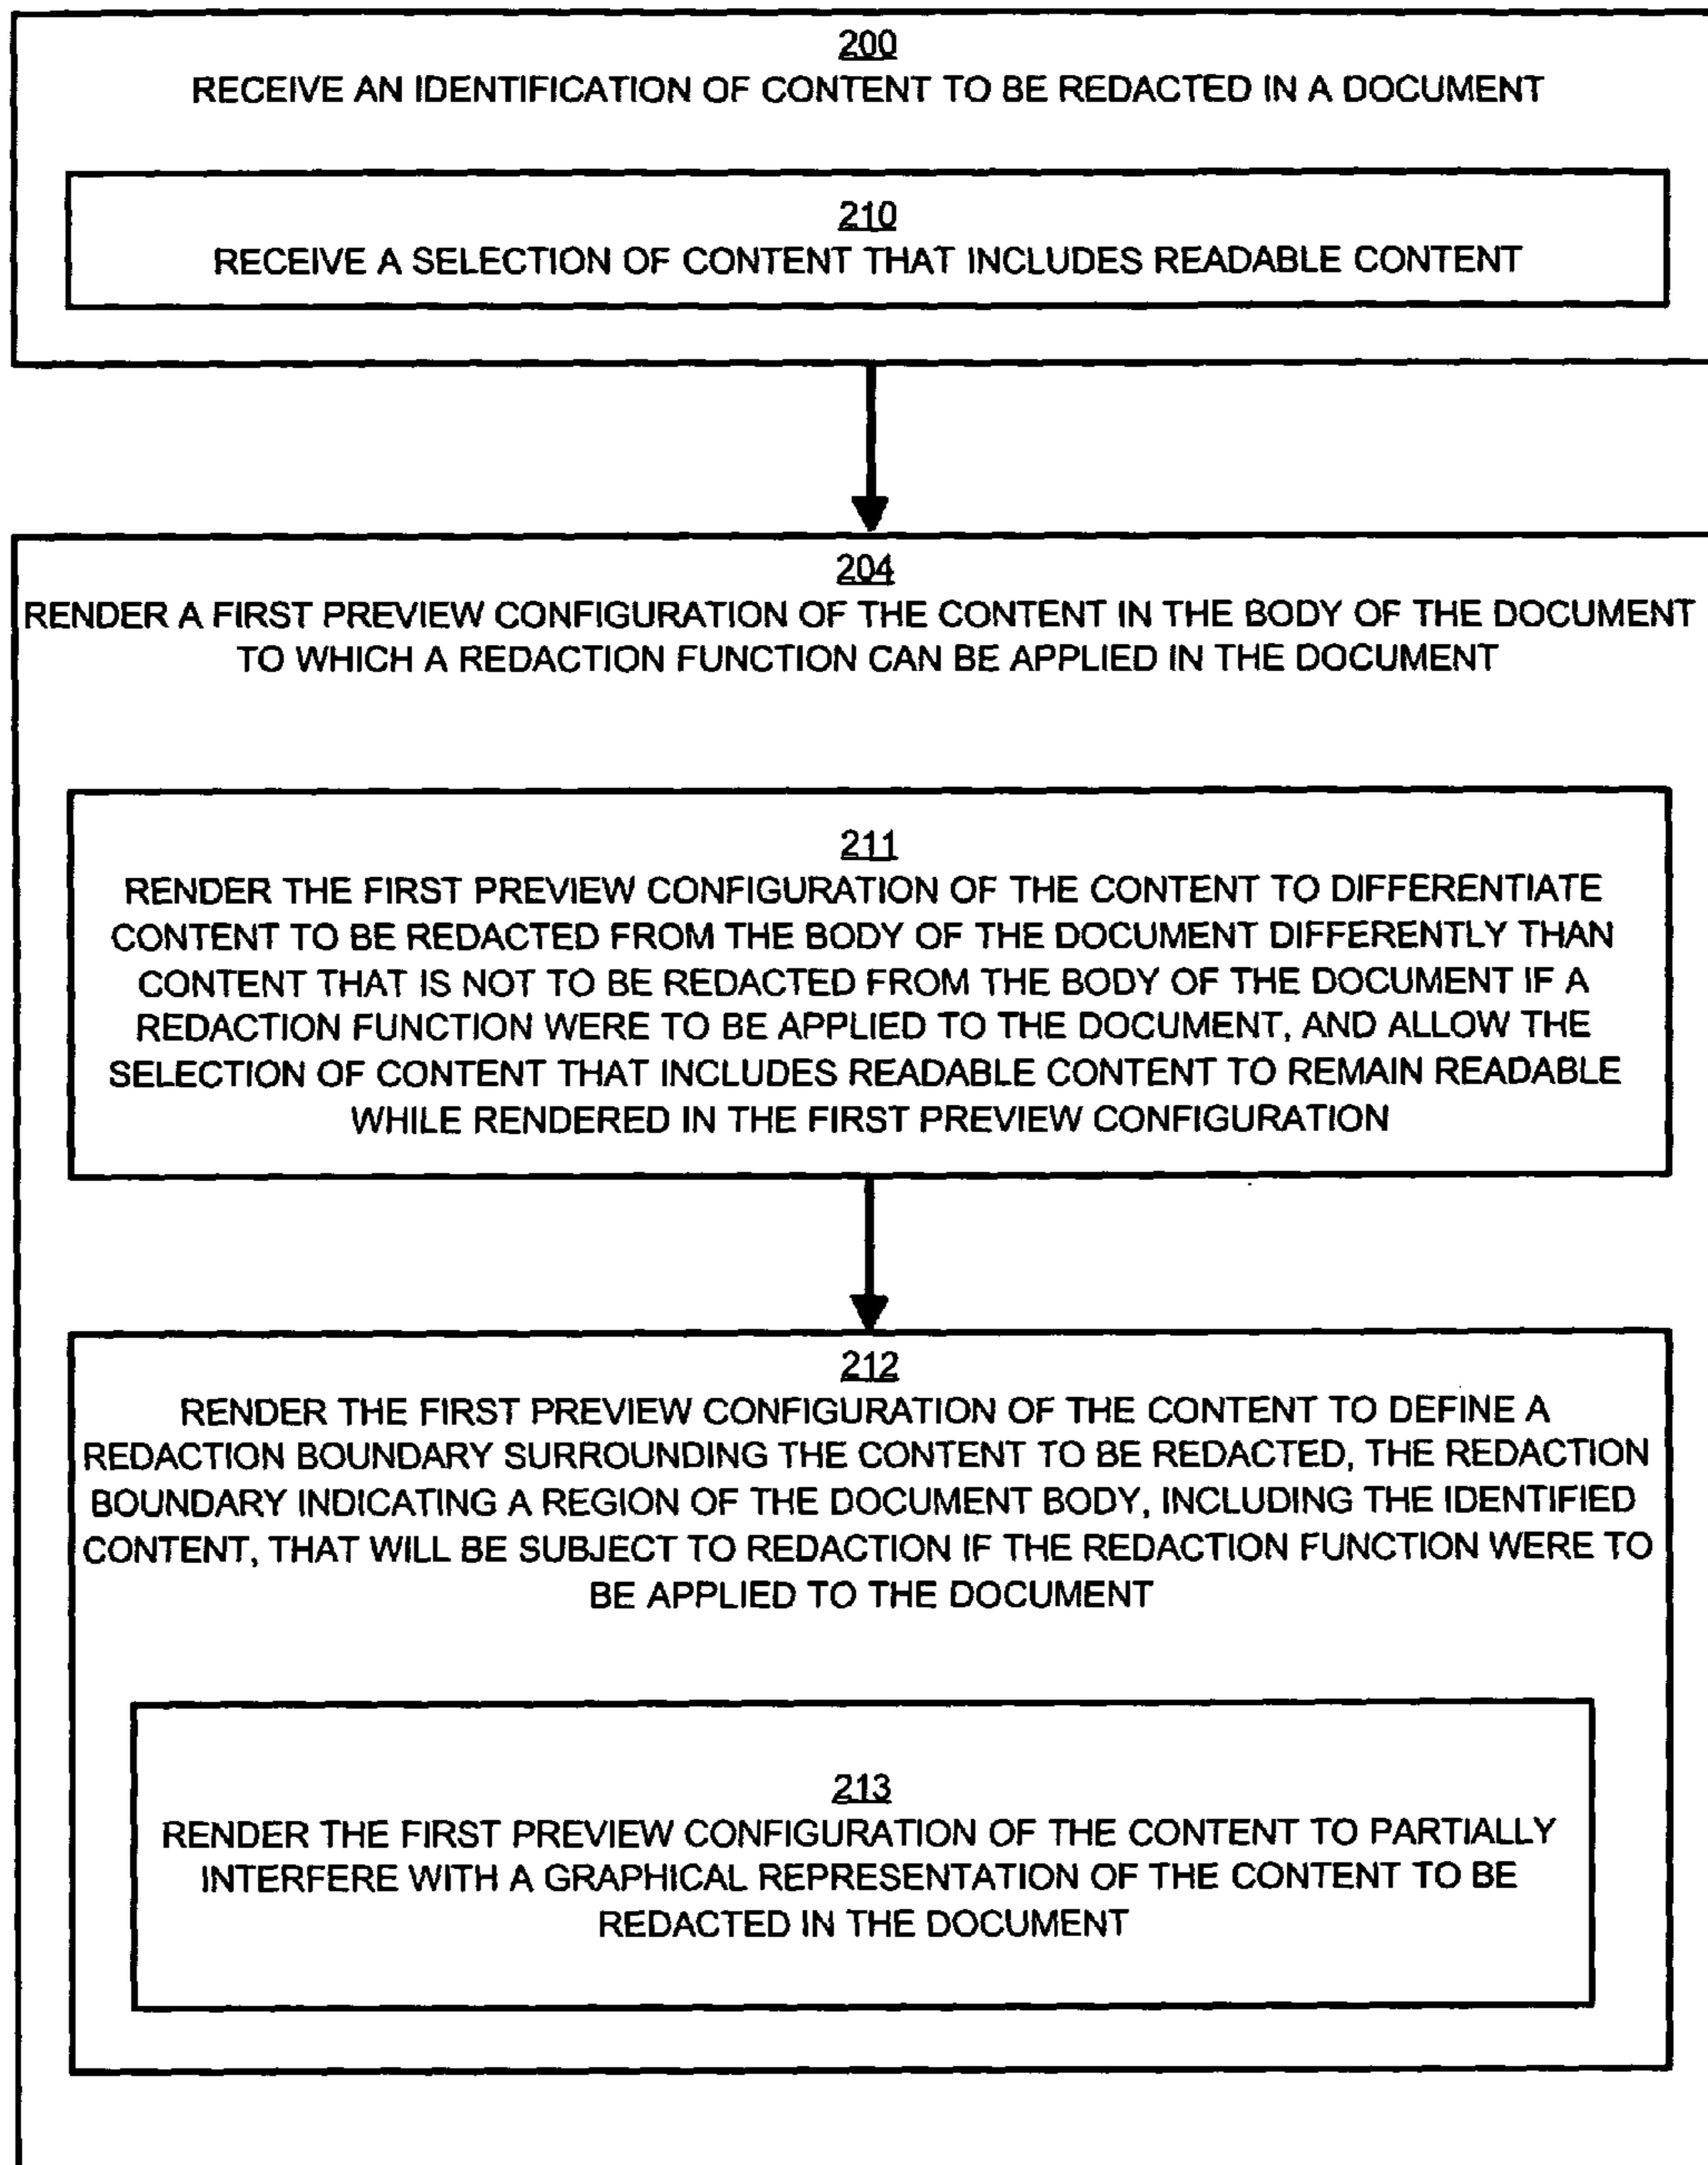 200
RECEIVE AN IDENTIFICATION OF CONTENT TO BE REDACTED IN A DOCUMENT
210
RECEIVE A SELECTION OF CONTENT THAT INCLUDES READABLE CONTENT
204
RENDER A FIRST PREVIEW CONFIGURATION OF THE CONTENT IN THE BODY OF THE DOCUMENT
TO WHICH A REDACTION FUNCTION CAN BE APPLIED IN THE DOCUMENT
211
RENDER THE FIRST PREVIEW CONFIGURATION OF THE CONTENT TO DIFFERENTIATE
CONTENT TO BE REDACTED FROM THE BODY OF THE DOCUMENT DIFFERENTLY THAN
CONTENT THAT IS NOT TO BE REDACTED FROM THE BODY OF THE DOCUMENT IF A
REDACTION FUNCTION WERE TO BE APPLIED TO THE DOCUMENT, AND ALLOW THE
SELECTION OF CONTENT THAT INCLUDES READABLE CONTENT TO REMAIN READABLE
WHILE RENDERED IN THE FIRST PREVIEW CONFIGURATION
212
RENDER THE FIRST PREVIEW CONFIGURATION OF THE CONTENT TO DEFINE A
REDACTION BOUNDARY SURROUNDING THE CONTENT TO BE REDACTED, THE REDACTION
BOUNDARY INDICATING A REGION OF THE DOCUMENT BODY, INCLUDING THE IDENTIFIED
CONTENT, THAT WILL BE SUBJECT TO REDACTION IF THE REDACTION FUNCTION WERE TO
BE APPLIED TO THE DOCUMENT
213
RENDER THE FIRST PREVIEW CONFIGURATION OF THE CONTENT TO PARTIALLY
INTERFERE WITH A GRAPHICAL REPRESENTATION OF THE CONTENT TO BE
REDACTED IN THE DOCUMENT